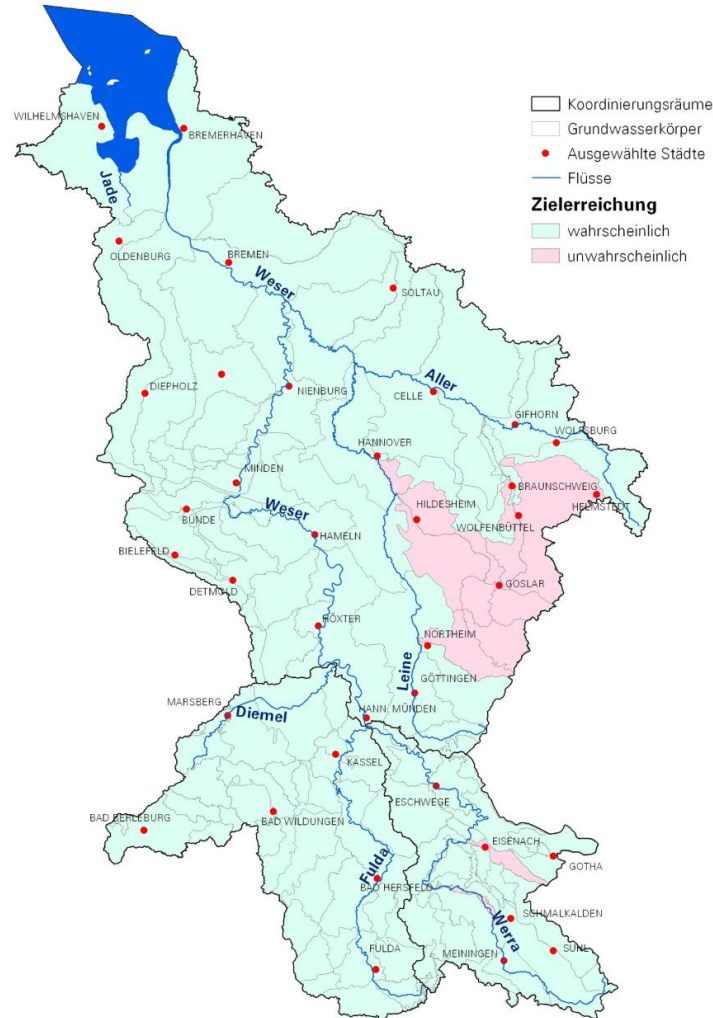 Koordinierungsräume
Grundwasserkörper
Ausgewählte Städte
Flüsse
Zielerreichung
wahrscheinlich
unwahrscheinlich
WILHELMSHAVEN
BREMERHAVEN
Jade
OLDENBURG
BREMEN
Weser
SOLTAU
DIEPHOLZ
NIENBURG
Aller
CELLE
GIFHORN
WOLFSBURG
HANNOVER
MINDEN
BRAUNSCHWEIG
HELMSTEDT
HILDESHEIM
WOLFENBÜTTEL
BÜNDE
Weser
HAMELN
BIELEFELD
DETMOLD
GOSLAR
HÖXTER
NORTHEIM
Leine
GÖTTINGEN
MARSBERG
Diemel
HANN. MÜNDEN
KASSEL
ESCHWEGE
BAD BERLEBURG
BAD WILDUNGEN
EISENACH
GOTHA
Fulda
BAD HERSFELD
SCHMALKALDEN
Werra
SUHL
MEININGEN
FULDA